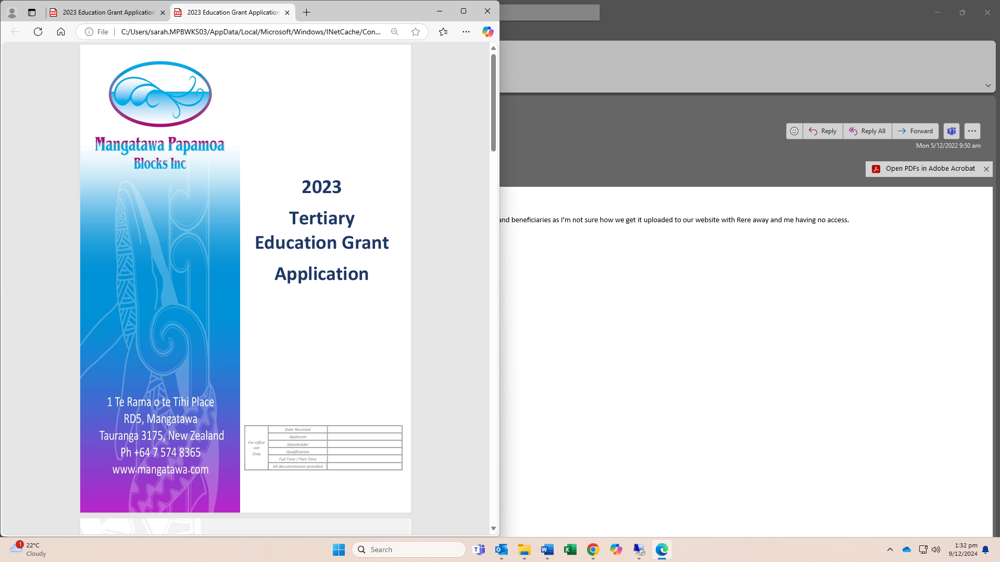 2023 Education Grant Application
2023 Education Grant Application
File
C:/Users/sarah.MPBWKS03/AppData/Local/Microsoft/Windows/INetCache/Con...
Mangatawa Papamoa
Blocks Inc
2023
Tertiary
Education Grant
Application
1 Te Rama o te Tihi Place
RD5, Mangatawa
Tauranga 3175, New Zealand
Ph +64 7 574 8365
www.mangatawa.com
For office
use
Only
Date Received
Applicant
Shareholder
Qualification
Full Time / Part Time
All documentation provided
Reply
Reply All
Forward
Mon 5/12/2022 9:50 am
Open PDFs in Adobe Acrobat
and beneficiaries as I'm not sure how we get it uploaded to our website with Rere away and me having no access.
1
22°C
Cloudy
Search
1:32 pm
9/12/2024